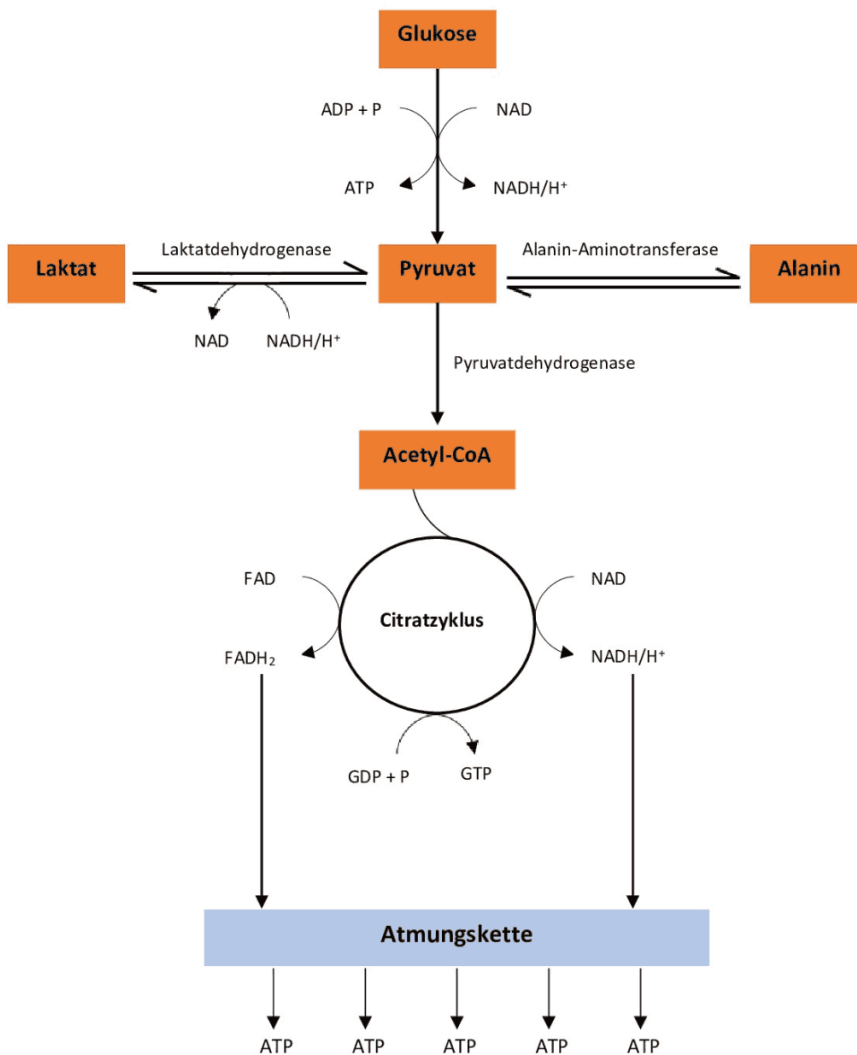 Glukose
ADP + P
NAD
ATP
NADH/H⁺
Laktatdehydrogenase
Alanin-Aminotransferase
Laktat
Pyruvat
Alanin
NAD
NADH/H⁺
Pyruvatdehydrogenase
Acetyl-CoA
FAD
NAD
Citratzyklus
FADH₂
NADH/H⁺
GDP + P
GTP
Atmungskette
ATP
ATP
ATP
ATP
ATP